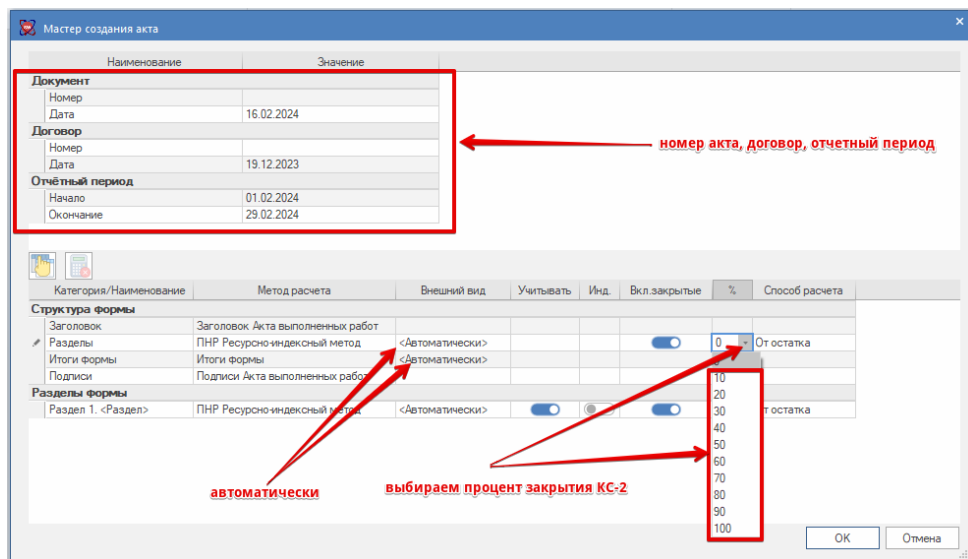 Мастер создания акта
Наименование Значение
Документ
Номер
Дата 16.02.2024
Договор
Номер
Дата 19.12.2023
Отчётный период
Начало 01.02.2024
Окончание 29.02.2024
номер акта, договор, отчетный период
Категория/Наименование Метод расчета Внешний вид Учитывать Инд. Вкл.закрытые % Способ расчета
Структура формы
Заголовок Заголовок Акта выполненных работ
Разделы ПНР Ресурсно-индексный метод <Автоматически> 0 От остатка
Итоги формы Итоги формы <Автоматически>
Подписи Подписи Акта выполненных работ
Разделы формы
Раздел 1. <Раздел> ПНР Ресурсно-индексный метод <Автоматически> От остатка
10
20
30
40
50
60
70
80
90
100
автоматически
выбираем процент закрытия КС-2
OK Отмена